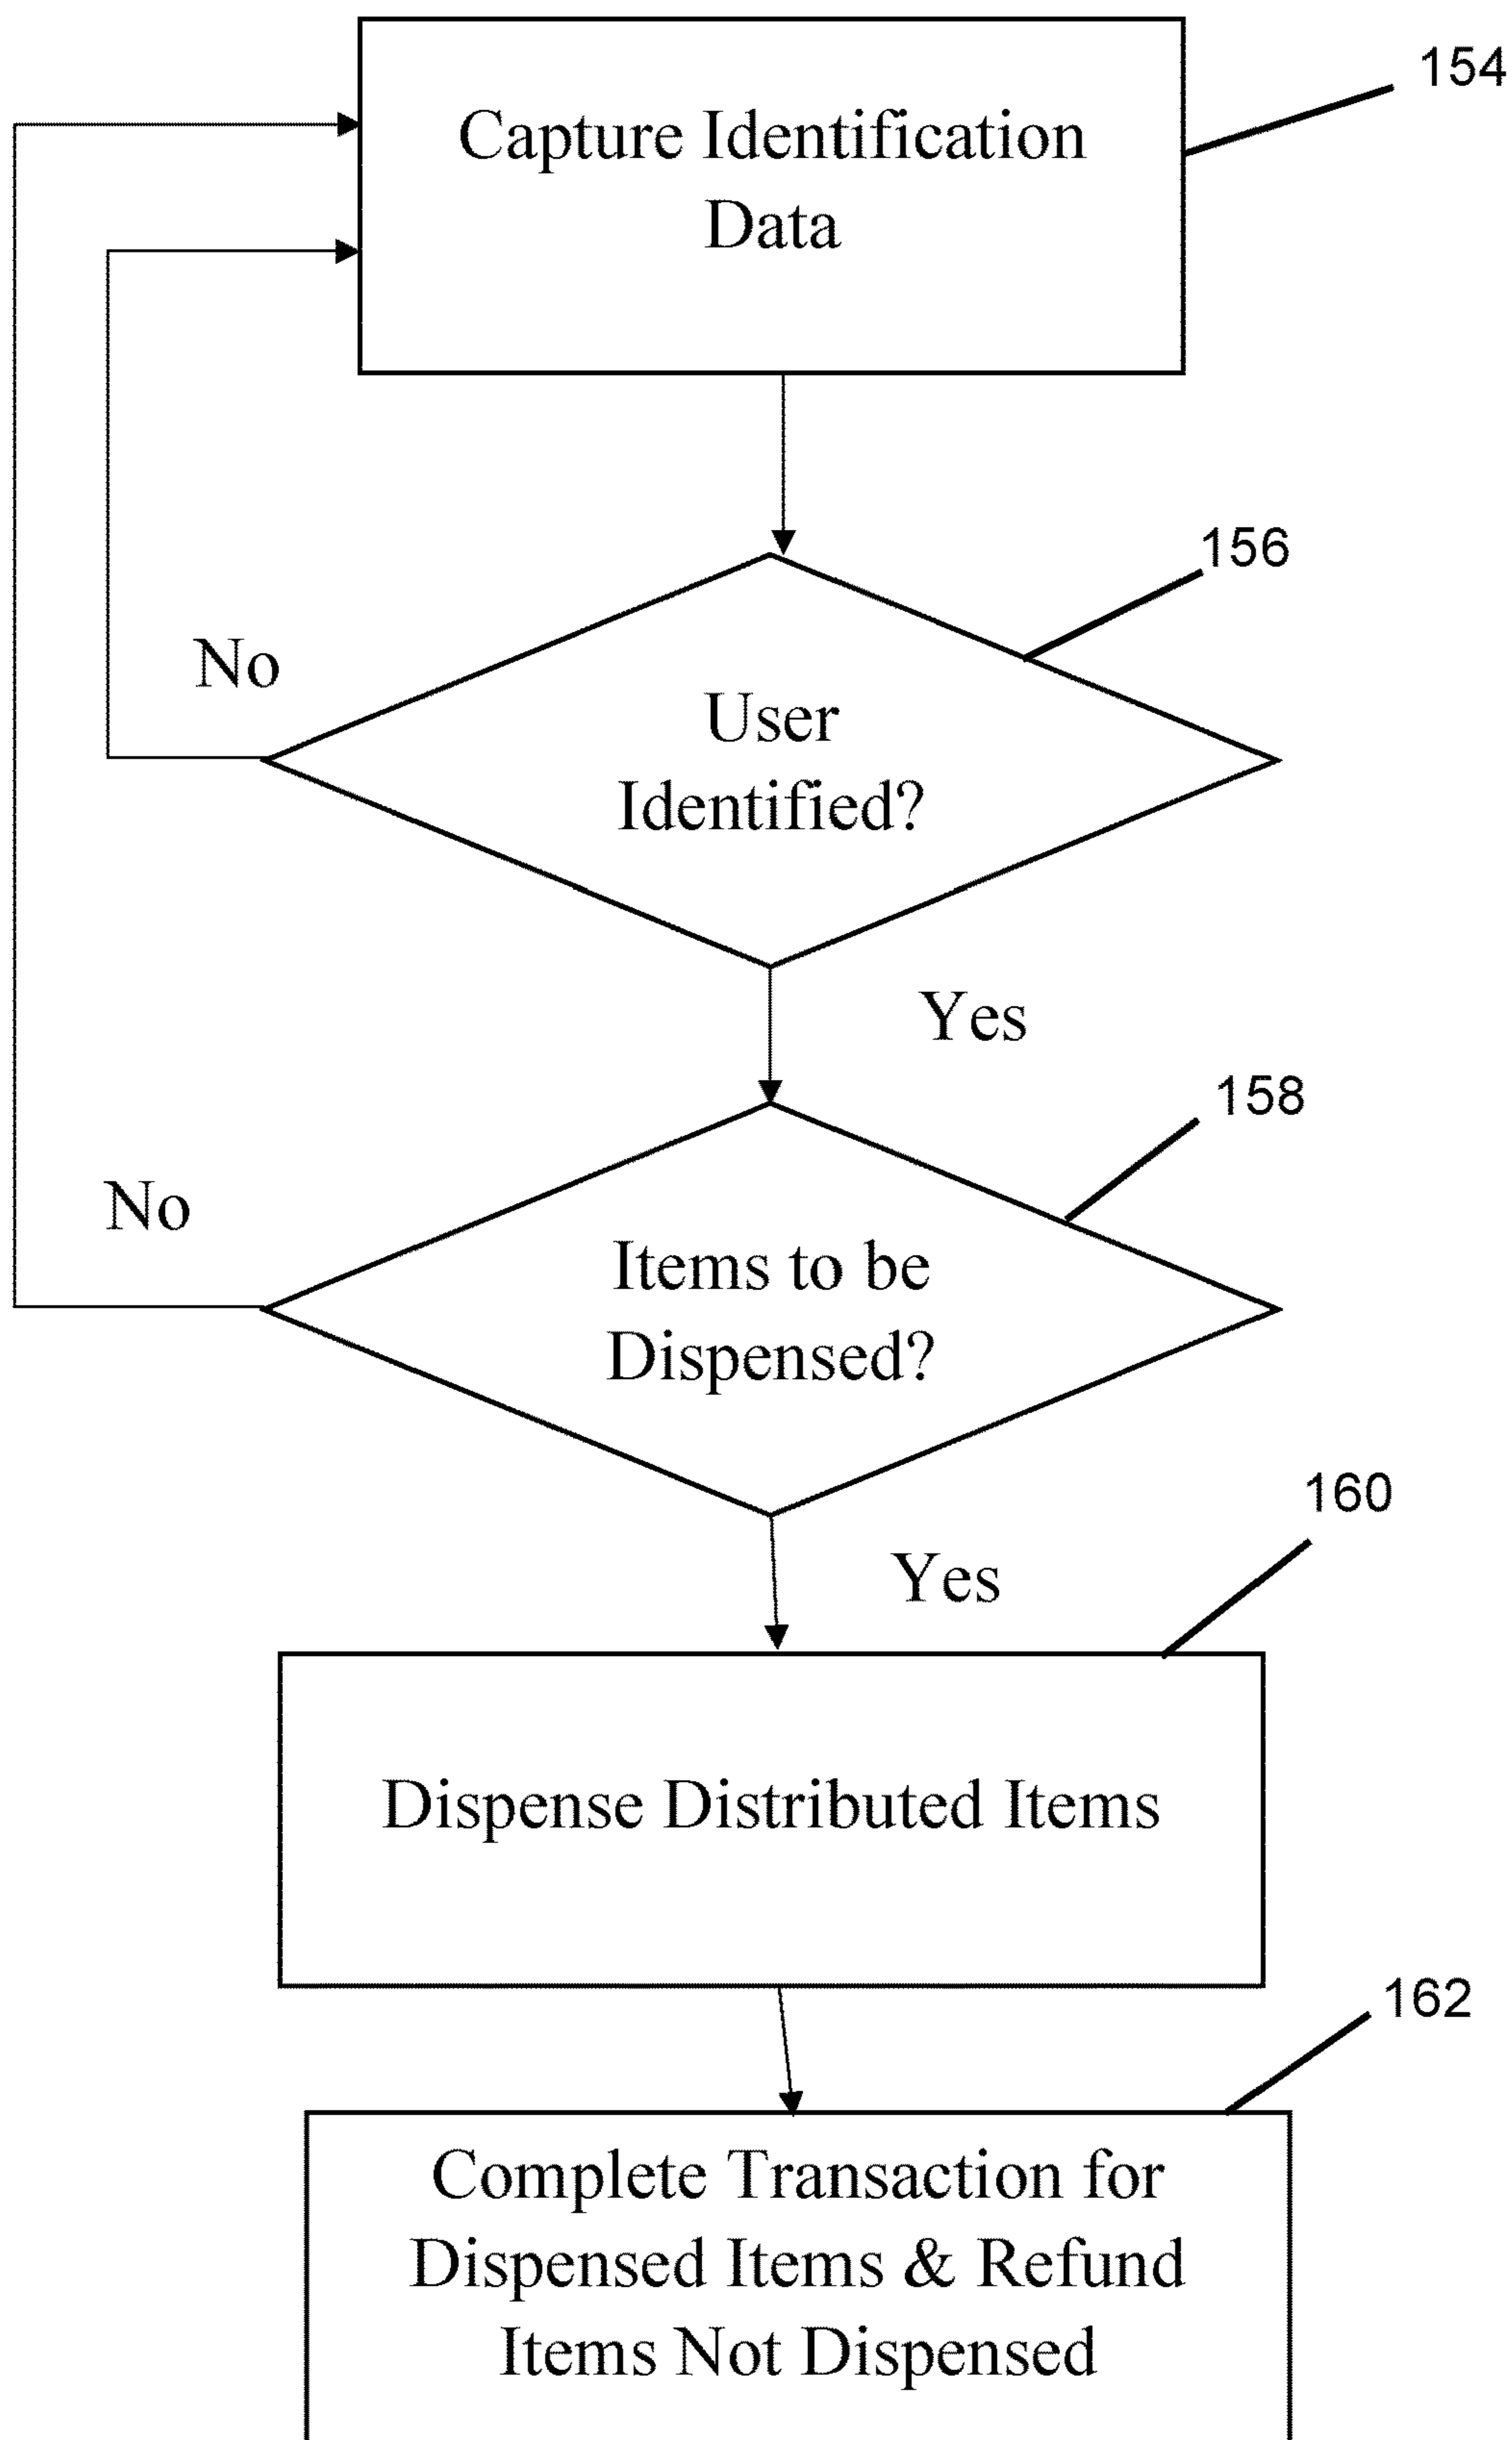 154
Capture Identification
Data
156
No
User
Identified?
Yes
158
No
Items to be
Dispensed?
160
Yes
Dispense Distributed Items
162
Complete Transaction for
Dispensed Items & Refund
Items Not Dispensed